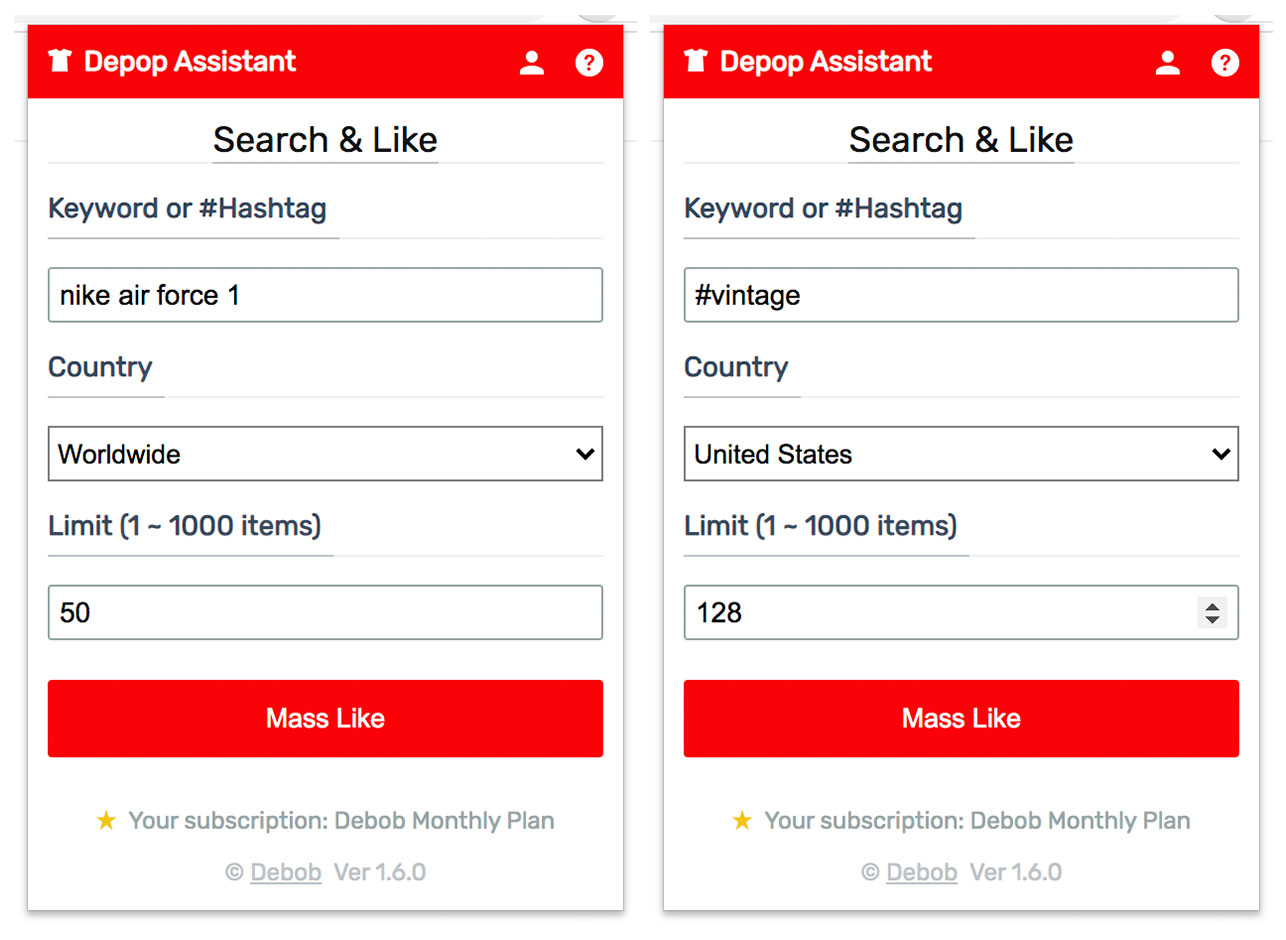 Depop Assistant
Search & Like
Keyword or #Hashtag
nike air force 1
Country
Worldwide
Limit (1 ~ 1000 items)
50
Mass Like
★ Your subscription: Debob Monthly Plan
© Debob Ver 1.6.0
Depop Assistant
Search & Like
Keyword or #Hashtag
#vintage
Country
United States
Limit (1 ~ 1000 items)
128
Mass Like
★ Your subscription: Debob Monthly Plan
© Debob Ver 1.6.0